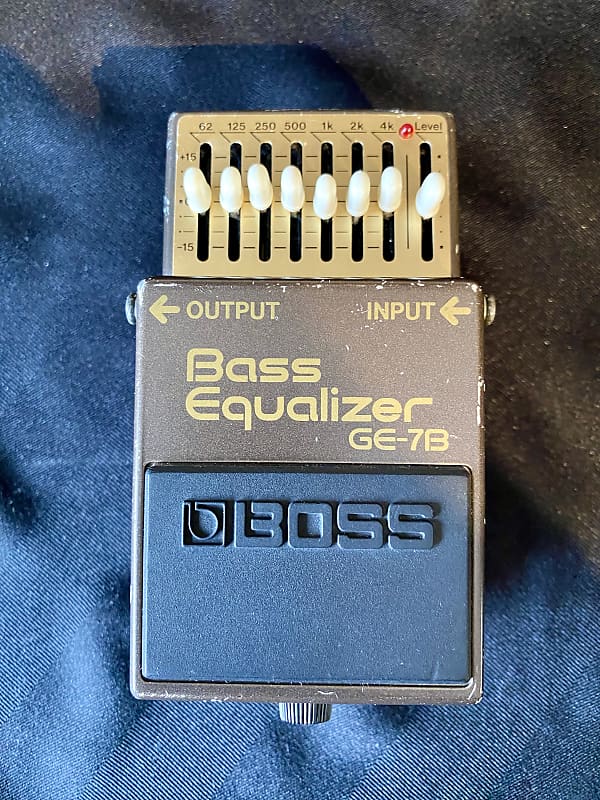 62 125 250 500 1k 2k 4k Level
+15
-15
← OUTPUT INPUT ←
Bass
Equalizer
GE-7B
BOSS